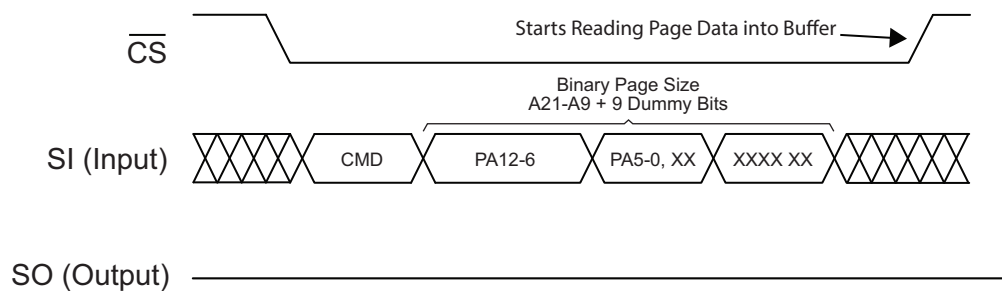 Starts Reading Page Data into Buffer
CS
Binary Page Size
A21-A9 + 9 Dummy Bits
SI (Input)
CMD
PA12-6
PA5-0, XX
XXXX XX
SO (Output)